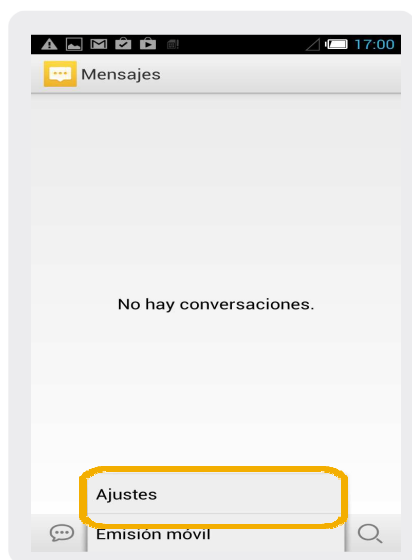 17:00
Mensajes
No hay conversaciones.
Ajustes
Emisión móvil